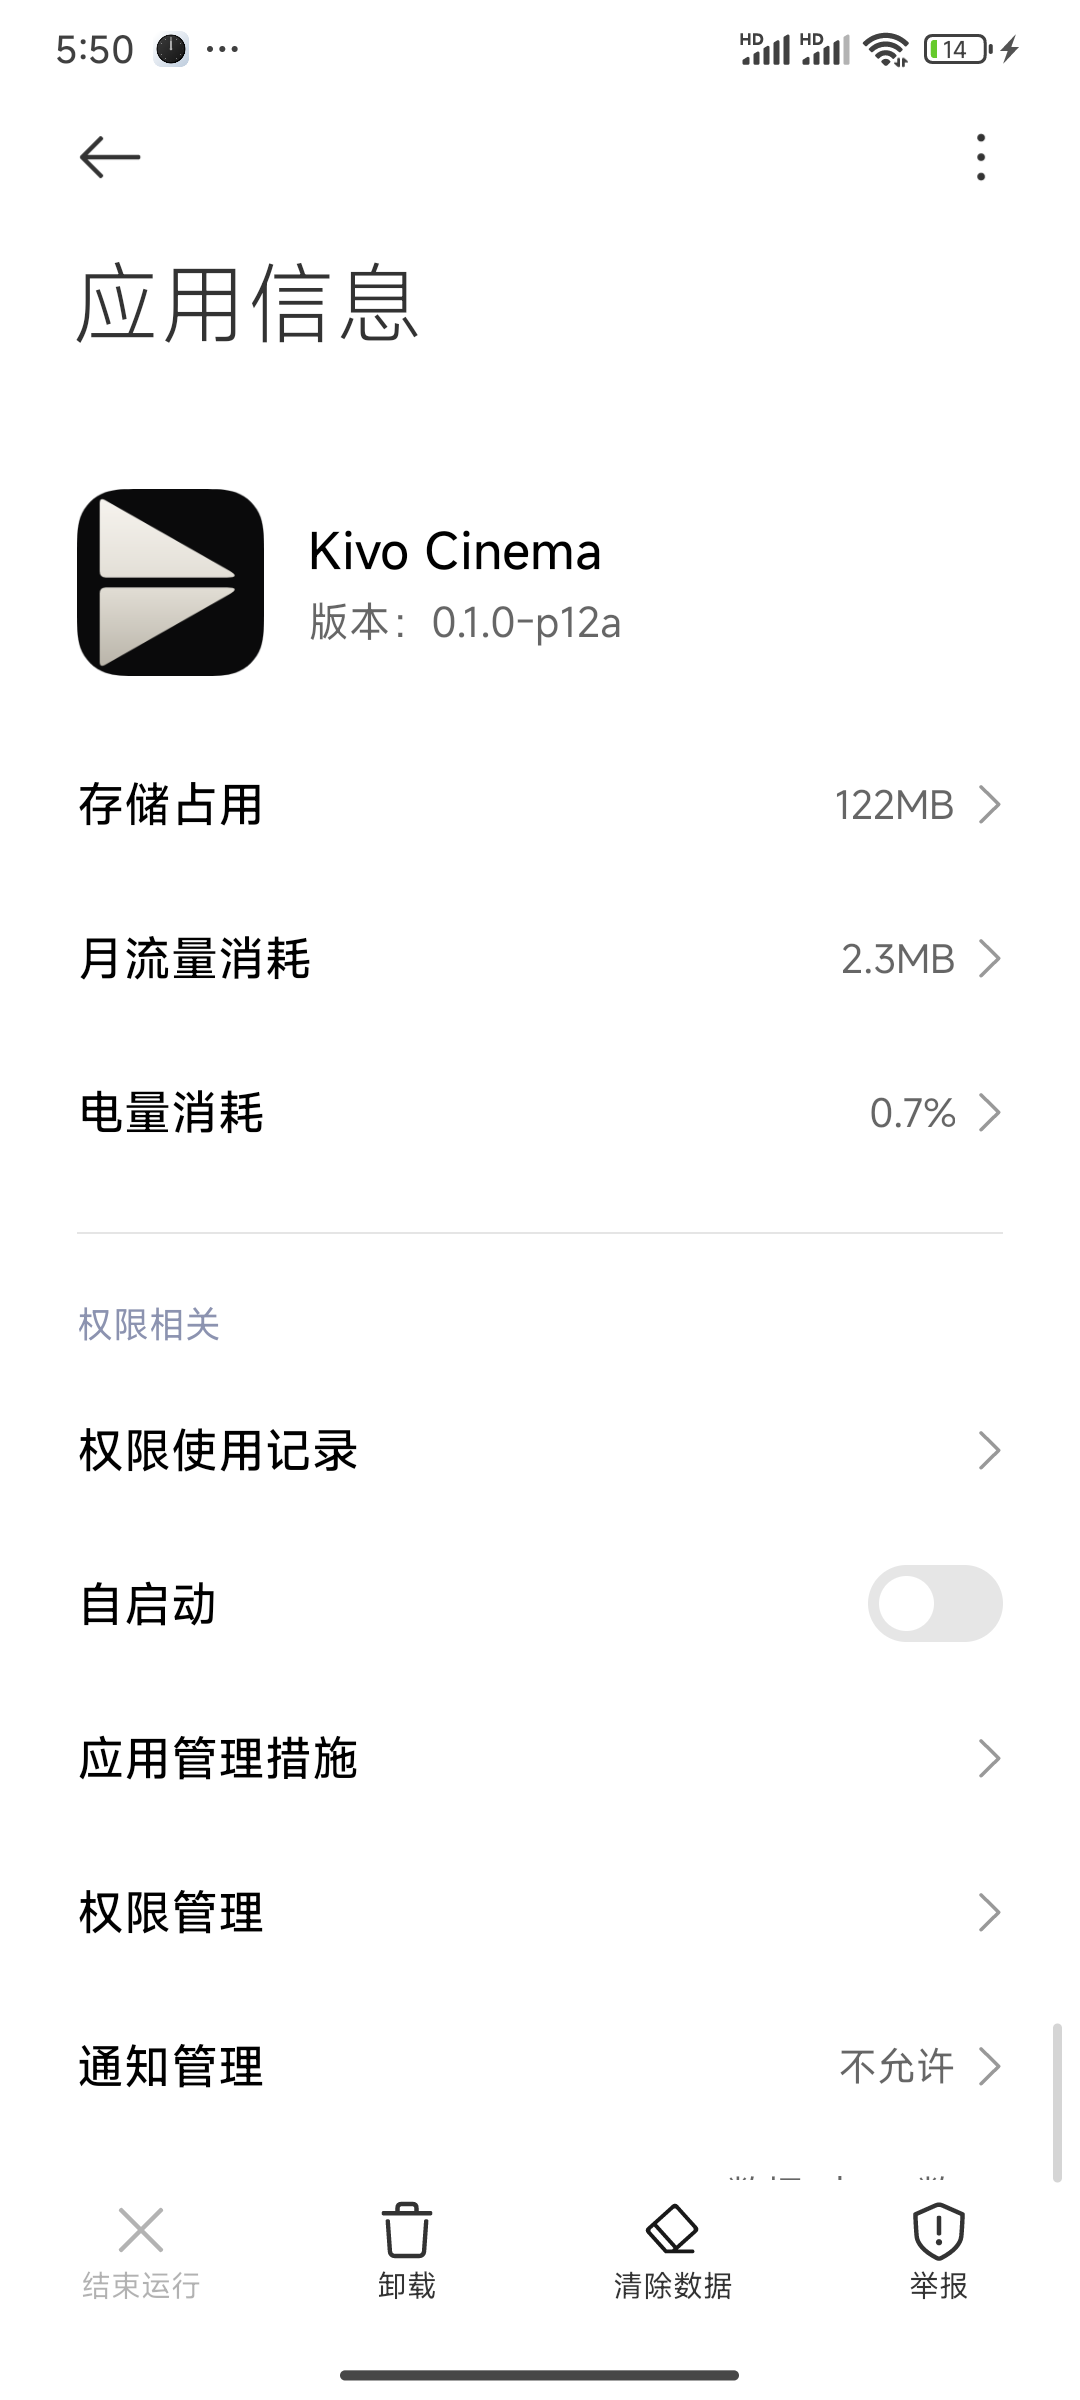 5:50
HD HD 14
应用信息
Kivo Cinema
版本：0.1.0-p12a
存储占用 122MB
月流量消耗 2.3MB
电量消耗 0.7%
权限相关
权限使用记录
自启动
应用管理措施
权限管理
通知管理 不允许
结束运行 卸载 清除数据 举报